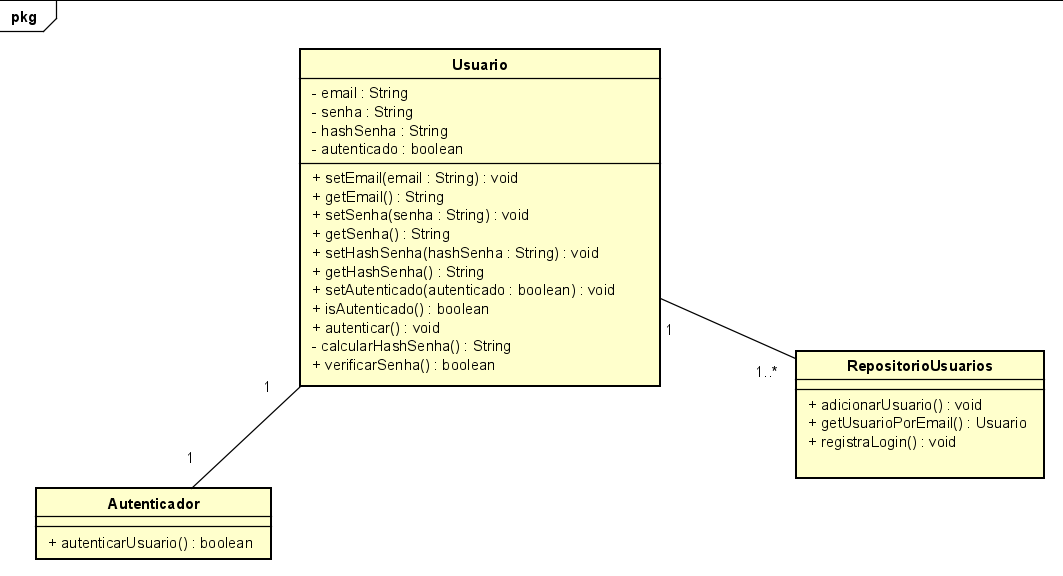 pkg
Usuario
- email : String
- senha : String
- hashSenha : String
- autenticado : boolean
+ setEmail(email : String) : void
+ getEmail() : String
+ setSenha(senha : String) : void
+ getSenha() : String
+ setHashSenha(hashSenha : String) : void
+ getHashSenha() : String
+ setAutenticado(autenticado : boolean) : void
+ isAutenticado() : boolean
+ autenticar() : void
- calcularHashSenha() : String
+ verificarSenha() : boolean
1
1..*
RepositorioUsuarios
+ adicionarUsuario() : void
+ getUsuarioPorEmail() : Usuario
+ registraLogin() : void
1
1
Autenticador
+ autenticarUsuario() : boolean